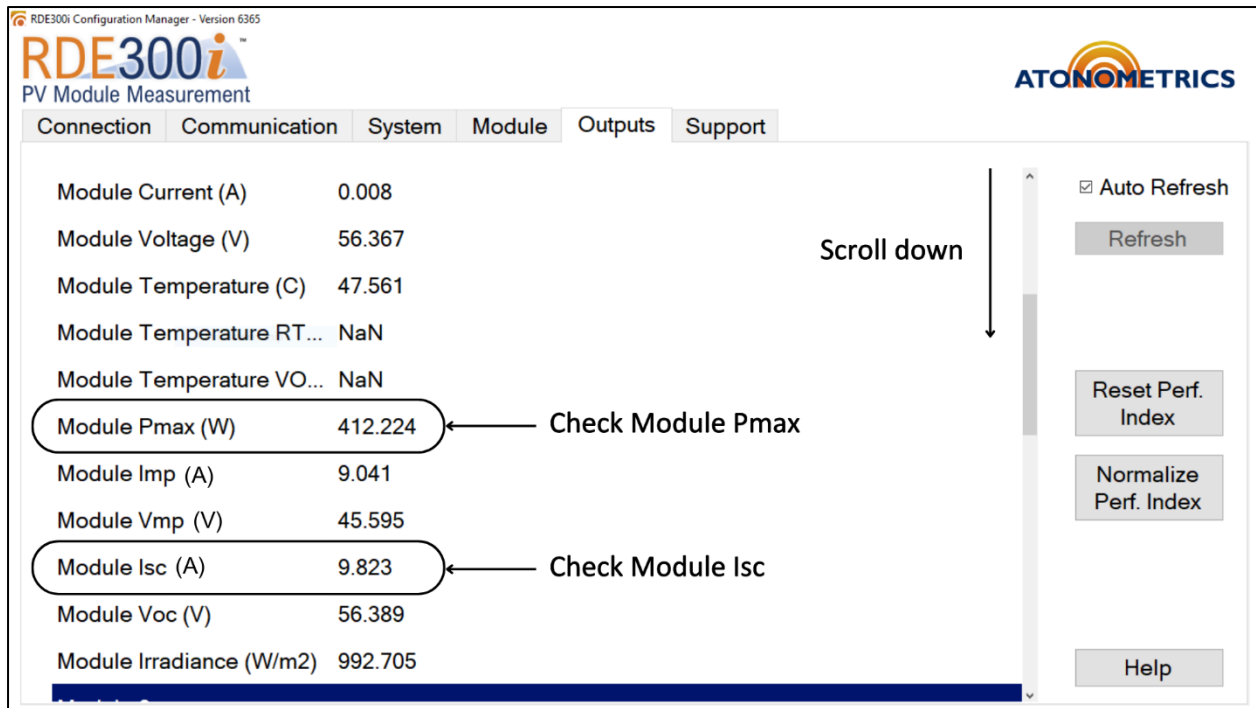 RDE300i Configuration Manager - Version 6365
RDE300i™
PV Module Measurement
ATONOMETRICS
Connection Communication System Module Outputs Support
Module Current (A) 0.008
Auto Refresh
Module Voltage (V) 56.367
Scroll down
Refresh
Module Temperature (C) 47.561
Module Temperature RT... NaN
Module Temperature VO... NaN
Reset Perf.
Index
Module Pmax (W) 412.224
Check Module Pmax
Module Imp (A) 9.041
Normalize
Perf. Index
Module Vmp (V) 45.595
Module Isc (A) 9.823
Check Module Isc
Module Voc (V) 56.389
Module Irradiance (W/m2) 992.705
Help